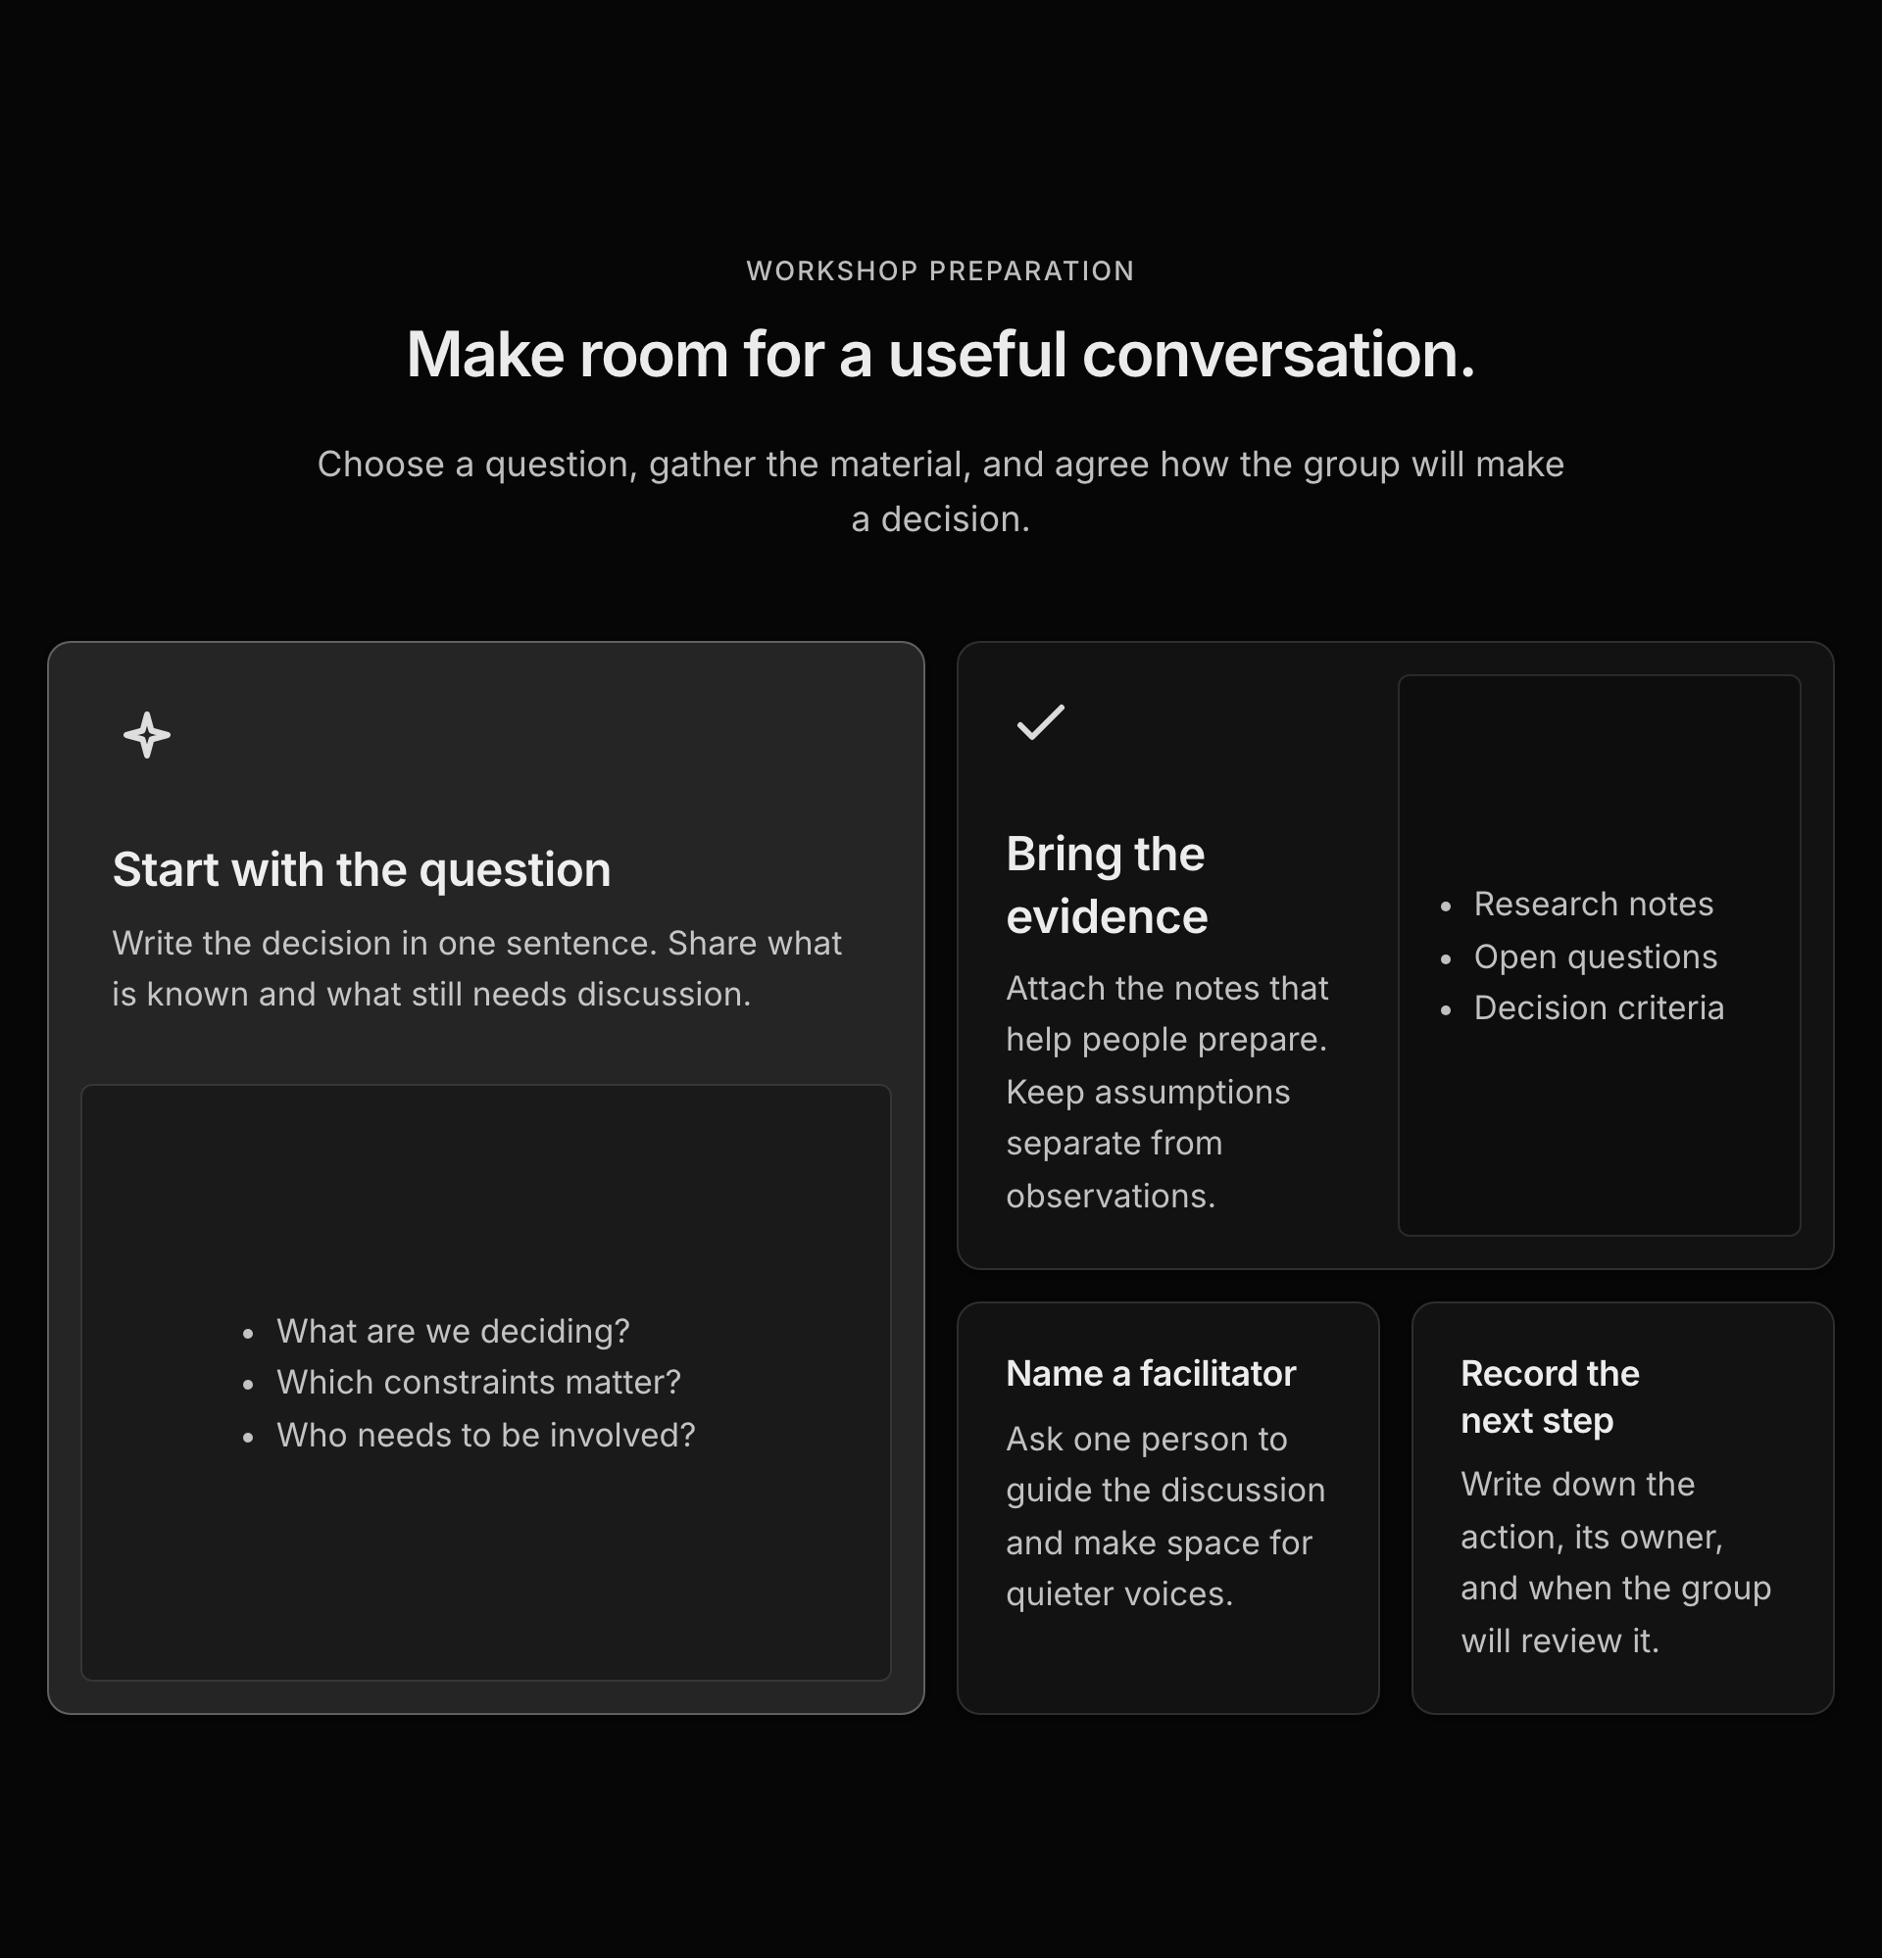 WORKSHOP PREPARATION
Make room for a useful conversation.
Choose a question, gather the material, and agree how the group will make
a decision.
Start with the question
Write the decision in one sentence. Share what
is known and what still needs discussion.
• What are we deciding?
• Which constraints matter?
• Who needs to be involved?
Bring the
evidence
Attach the notes that
help people prepare.
Keep assumptions
separate from
observations.
• Research notes
• Open questions
• Decision criteria
Name a facilitator
Ask one person to
guide the discussion
and make space for
quieter voices.
Record the
next step
Write down the
action, its owner,
and when the group
will review it.